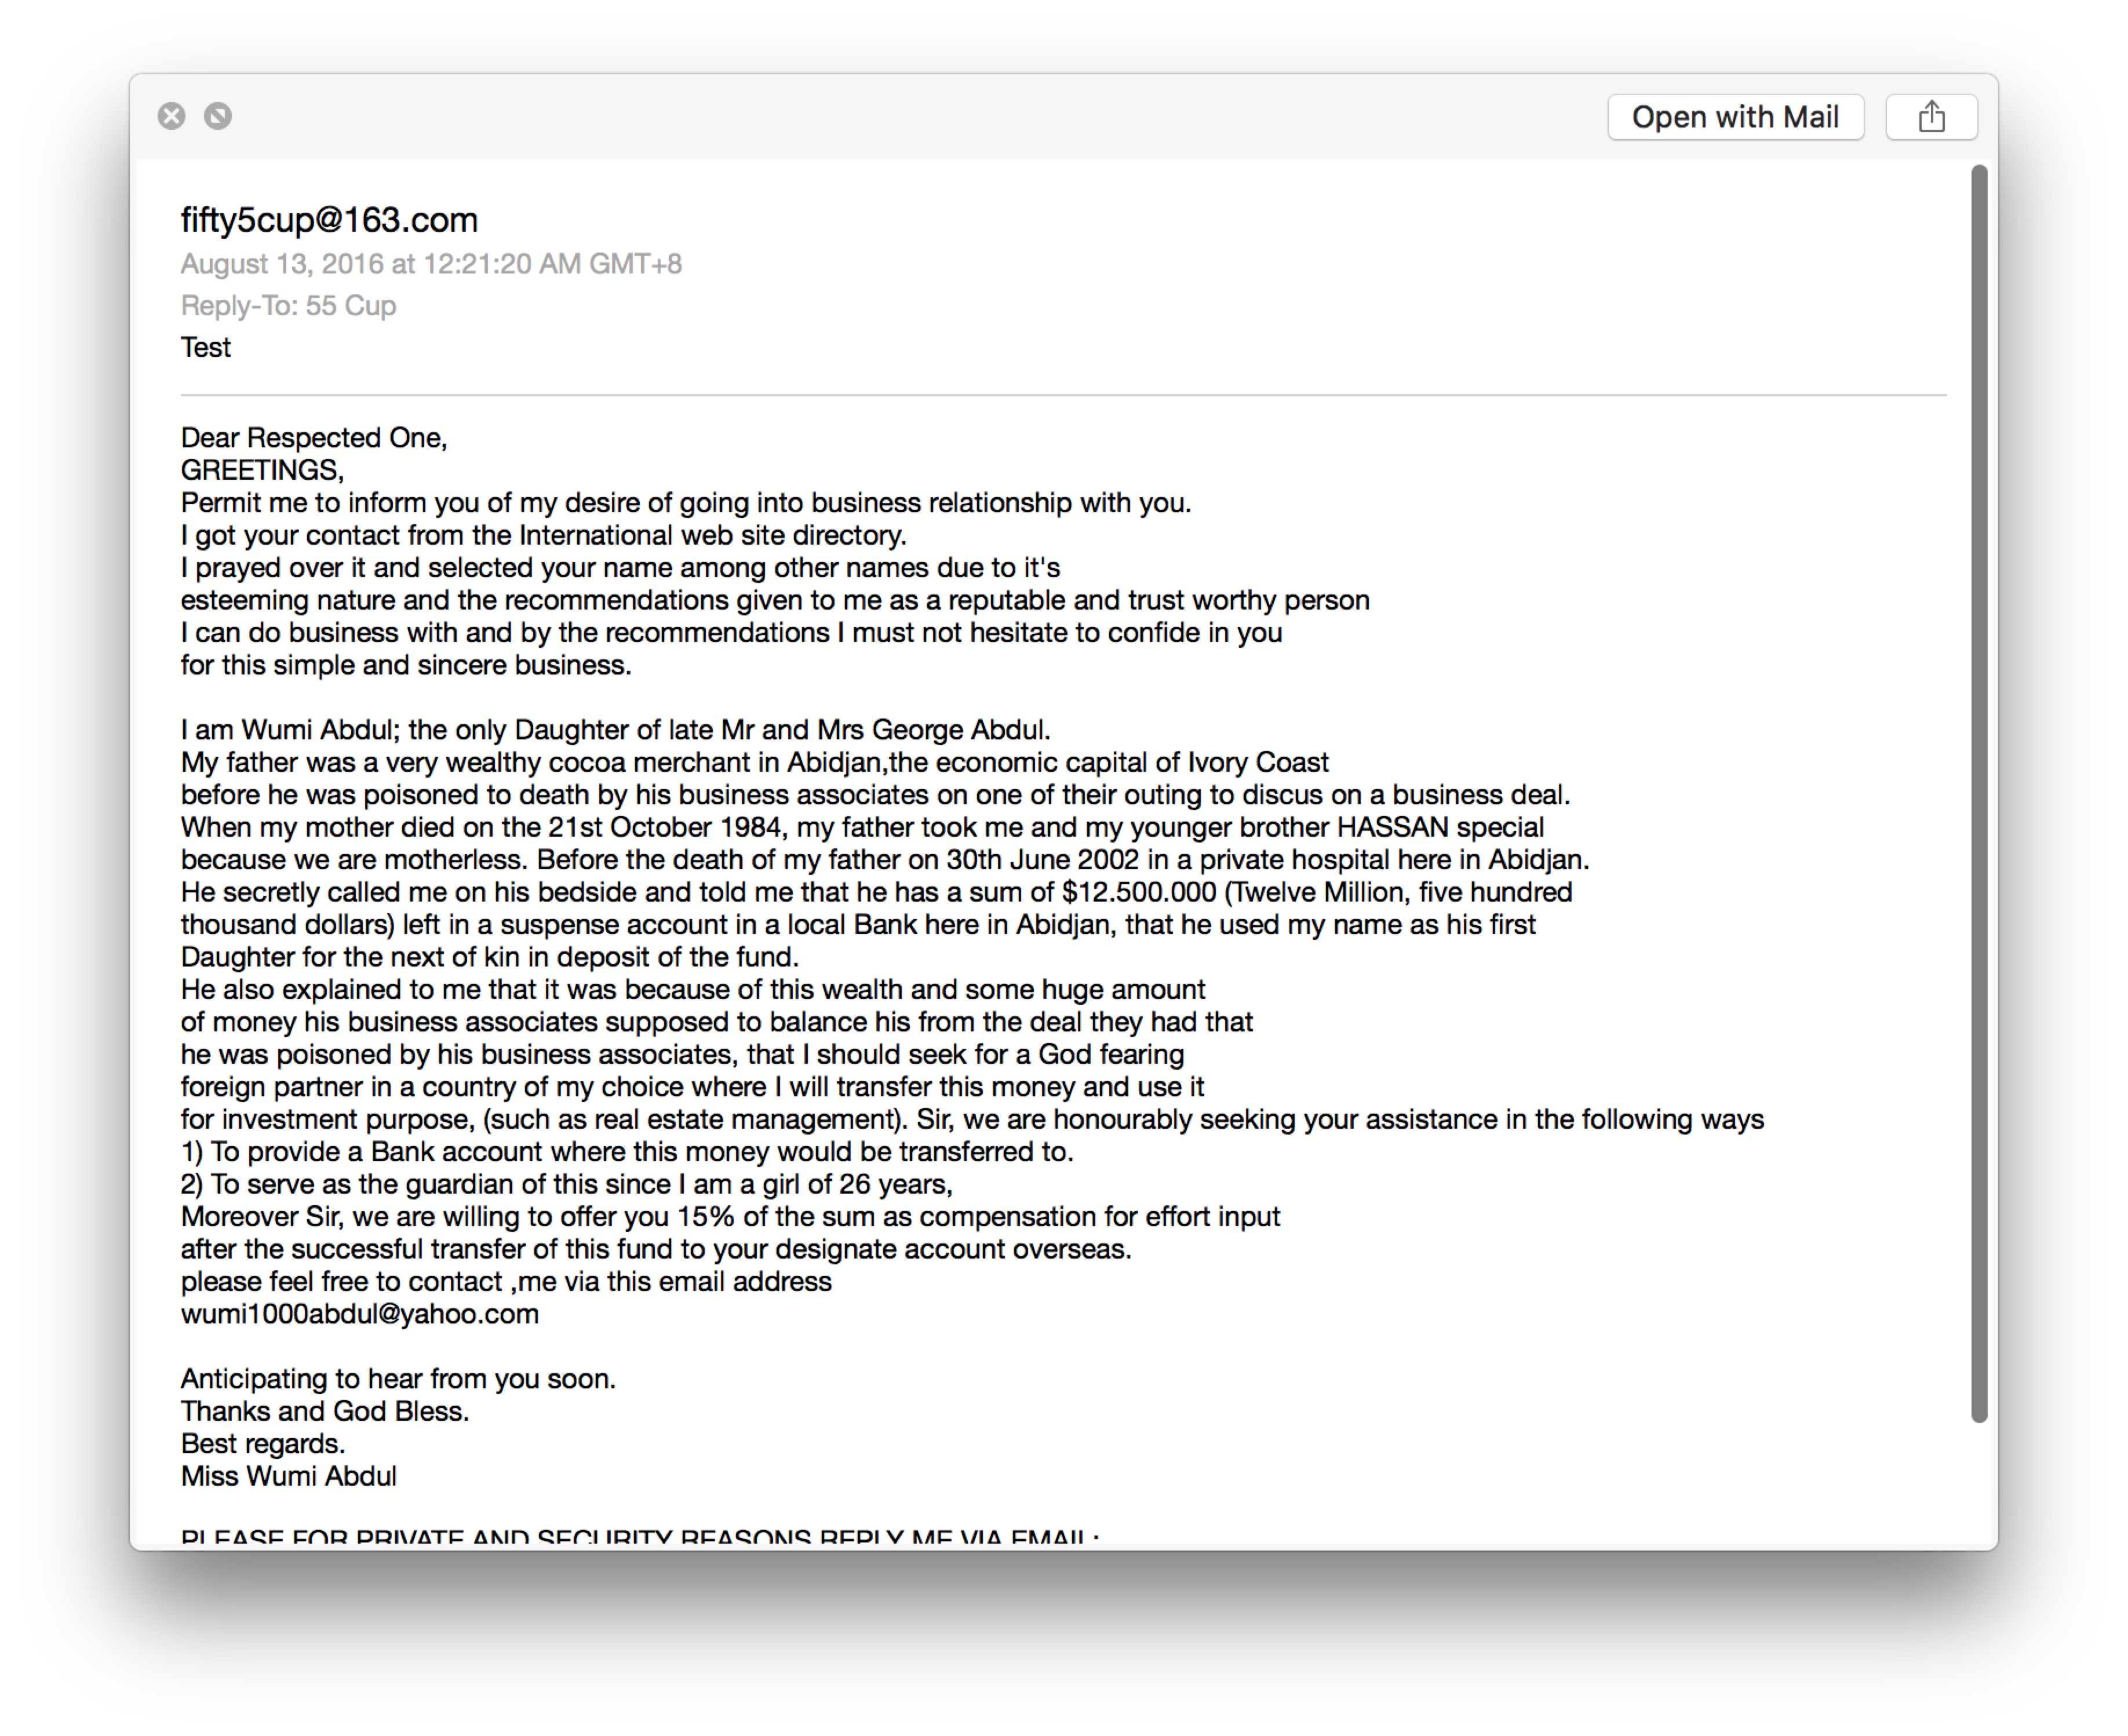 Open with Mail
fifty5cup@163.com
August 13, 2016 at 12:21:20 AM GMT+8
Reply-To: 55 Cup
Test
Dear Respected One,
GREETINGS,
Permit me to inform you of my desire of going into business relationship with you.
I got your contact from the International web site directory.
I prayed over it and selected your name among other names due to it's
esteeming nature and the recommendations given to me as a reputable and trust worthy person
I can do business with and by the recommendations I must not hesitate to confide in you
for this simple and sincere business.
I am Wumi Abdul; the only Daughter of late Mr and Mrs George Abdul.
My father was a very wealthy cocoa merchant in Abidjan,the economic capital of Ivory Coast
before he was poisoned to death by his business associates on one of their outing to discus on a business deal.
When my mother died on the 21st October 1984, my father took me and my younger brother HASSAN special
because we are motherless. Before the death of my father on 30th June 2002 in a private hospital here in Abidjan.
He secretly called me on his bedside and told me that he has a sum of $12.500.000 (Twelve Million, five hundred
thousand dollars) left in a suspense account in a local Bank here in Abidjan, that he used my name as his first
Daughter for the next of kin in deposit of the fund.
He also explained to me that it was because of this wealth and some huge amount
of money his business associates supposed to balance his from the deal they had that
he was poisoned by his business associates, that I should seek for a God fearing
foreign partner in a country of my choice where I will transfer this money and use it
for investment purpose, (such as real estate management). Sir, we are honourably seeking your assistance in the following ways
1) To provide a Bank account where this money would be transferred to.
2) To serve as the guardian of this since I am a girl of 26 years,
Moreover Sir, we are willing to offer you 15% of the sum as compensation for effort input
after the successful transfer of this fund to your designate account overseas.
please feel free to contact ,me via this email address
wumi1000abdul@yahoo.com
Anticipating to hear from you soon.
Thanks and God Bless.
Best regards.
Miss Wumi Abdul
PLEASE FOR PRIVATE AND SECURITY REASONS REPLY ME VIA EMAIL: